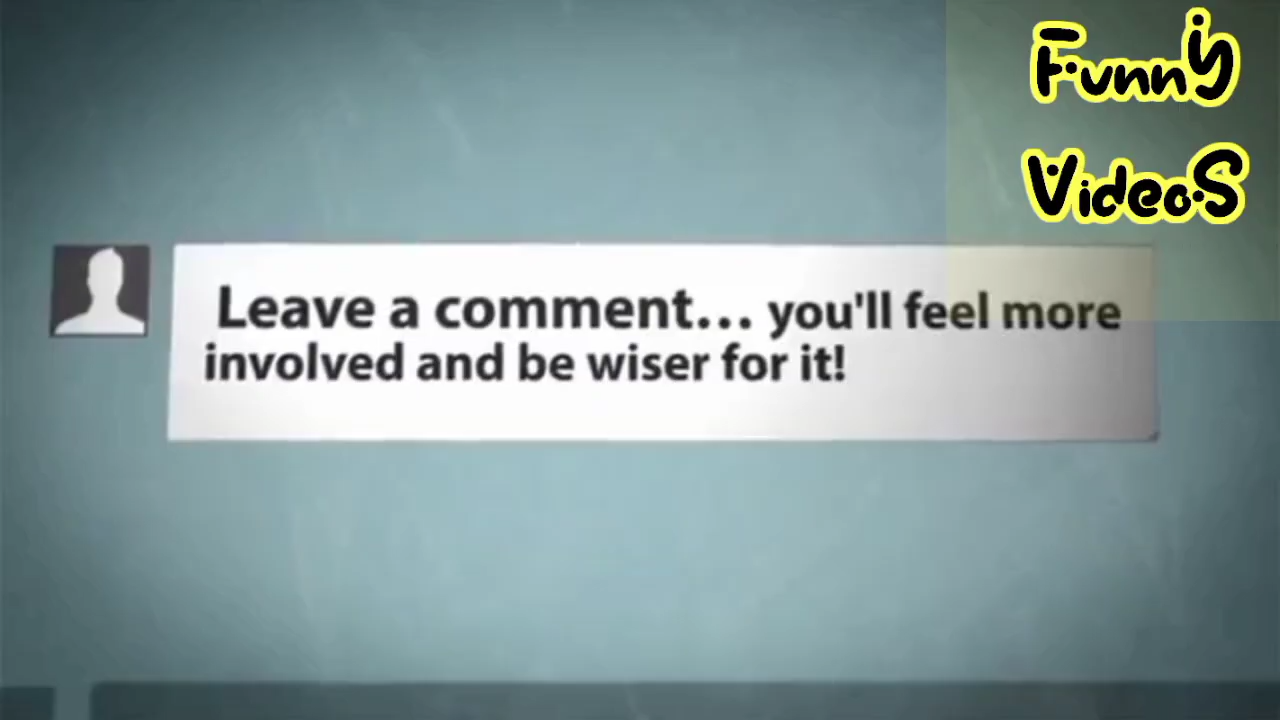 Funny
Videos
Leave a comment... you'll feel more
involved and be wiser for it!